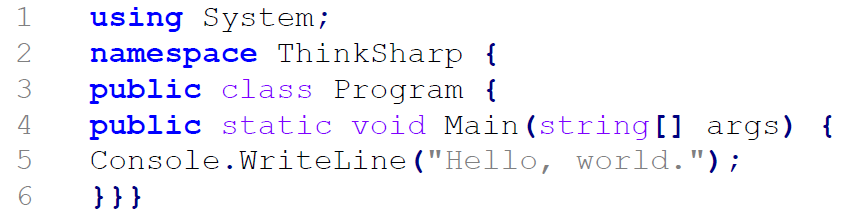 1 using System;
2 namespace ThinkSharp {
3 public class Program {
4 public static void Main(string[] args) {
5 Console.WriteLine("Hello, world.");
6 }}}